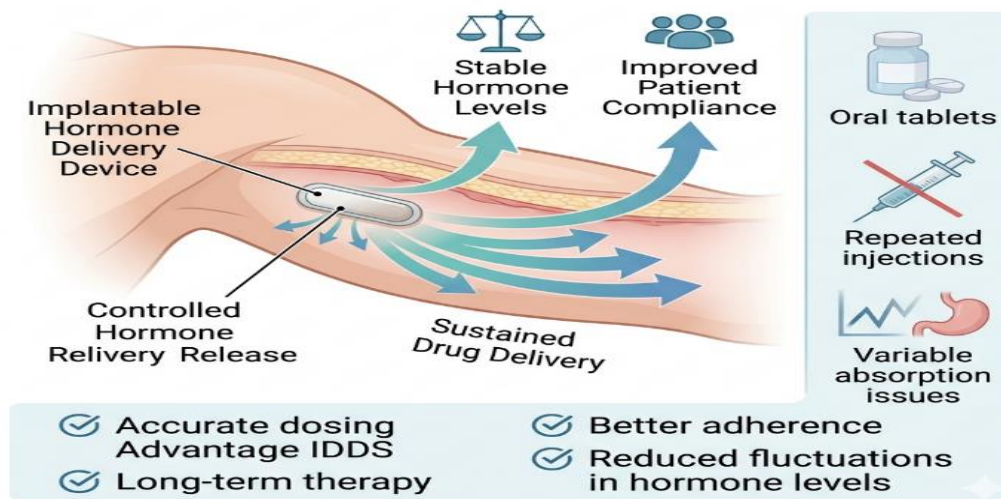 Stable
Hormone
Levels
Improved
Patient
Compliance
Implantable
Hormone
Delivery
Device
Controlled
Hormone
Relivery Release
Sustained
Drug Delivery
Oral tablets
Repeated
injections
Variable
absorption
issues
Accurate dosing
Advantage IDDS
Long-term therapy
Better adherence
Reduced fluctuations
in hormone levels